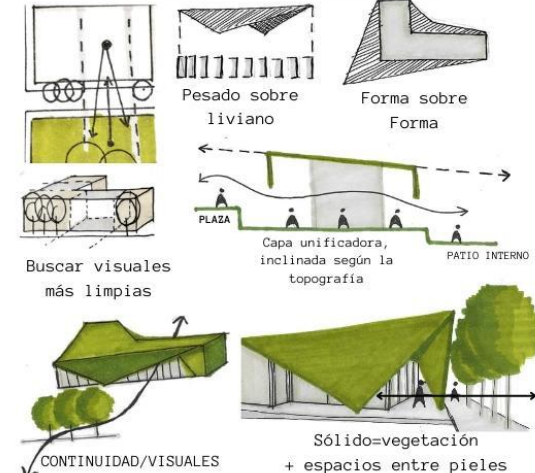 Pesado sobre
liviano
Forma sobre
Forma
PLAZA
Capa unificadora,
inclinada según la
topografía
PATIO INTERNO
Buscar visuales
más limpias
CONTINUIDAD/VISUALES
Sólido=vegetación
+ espacios entre pieles